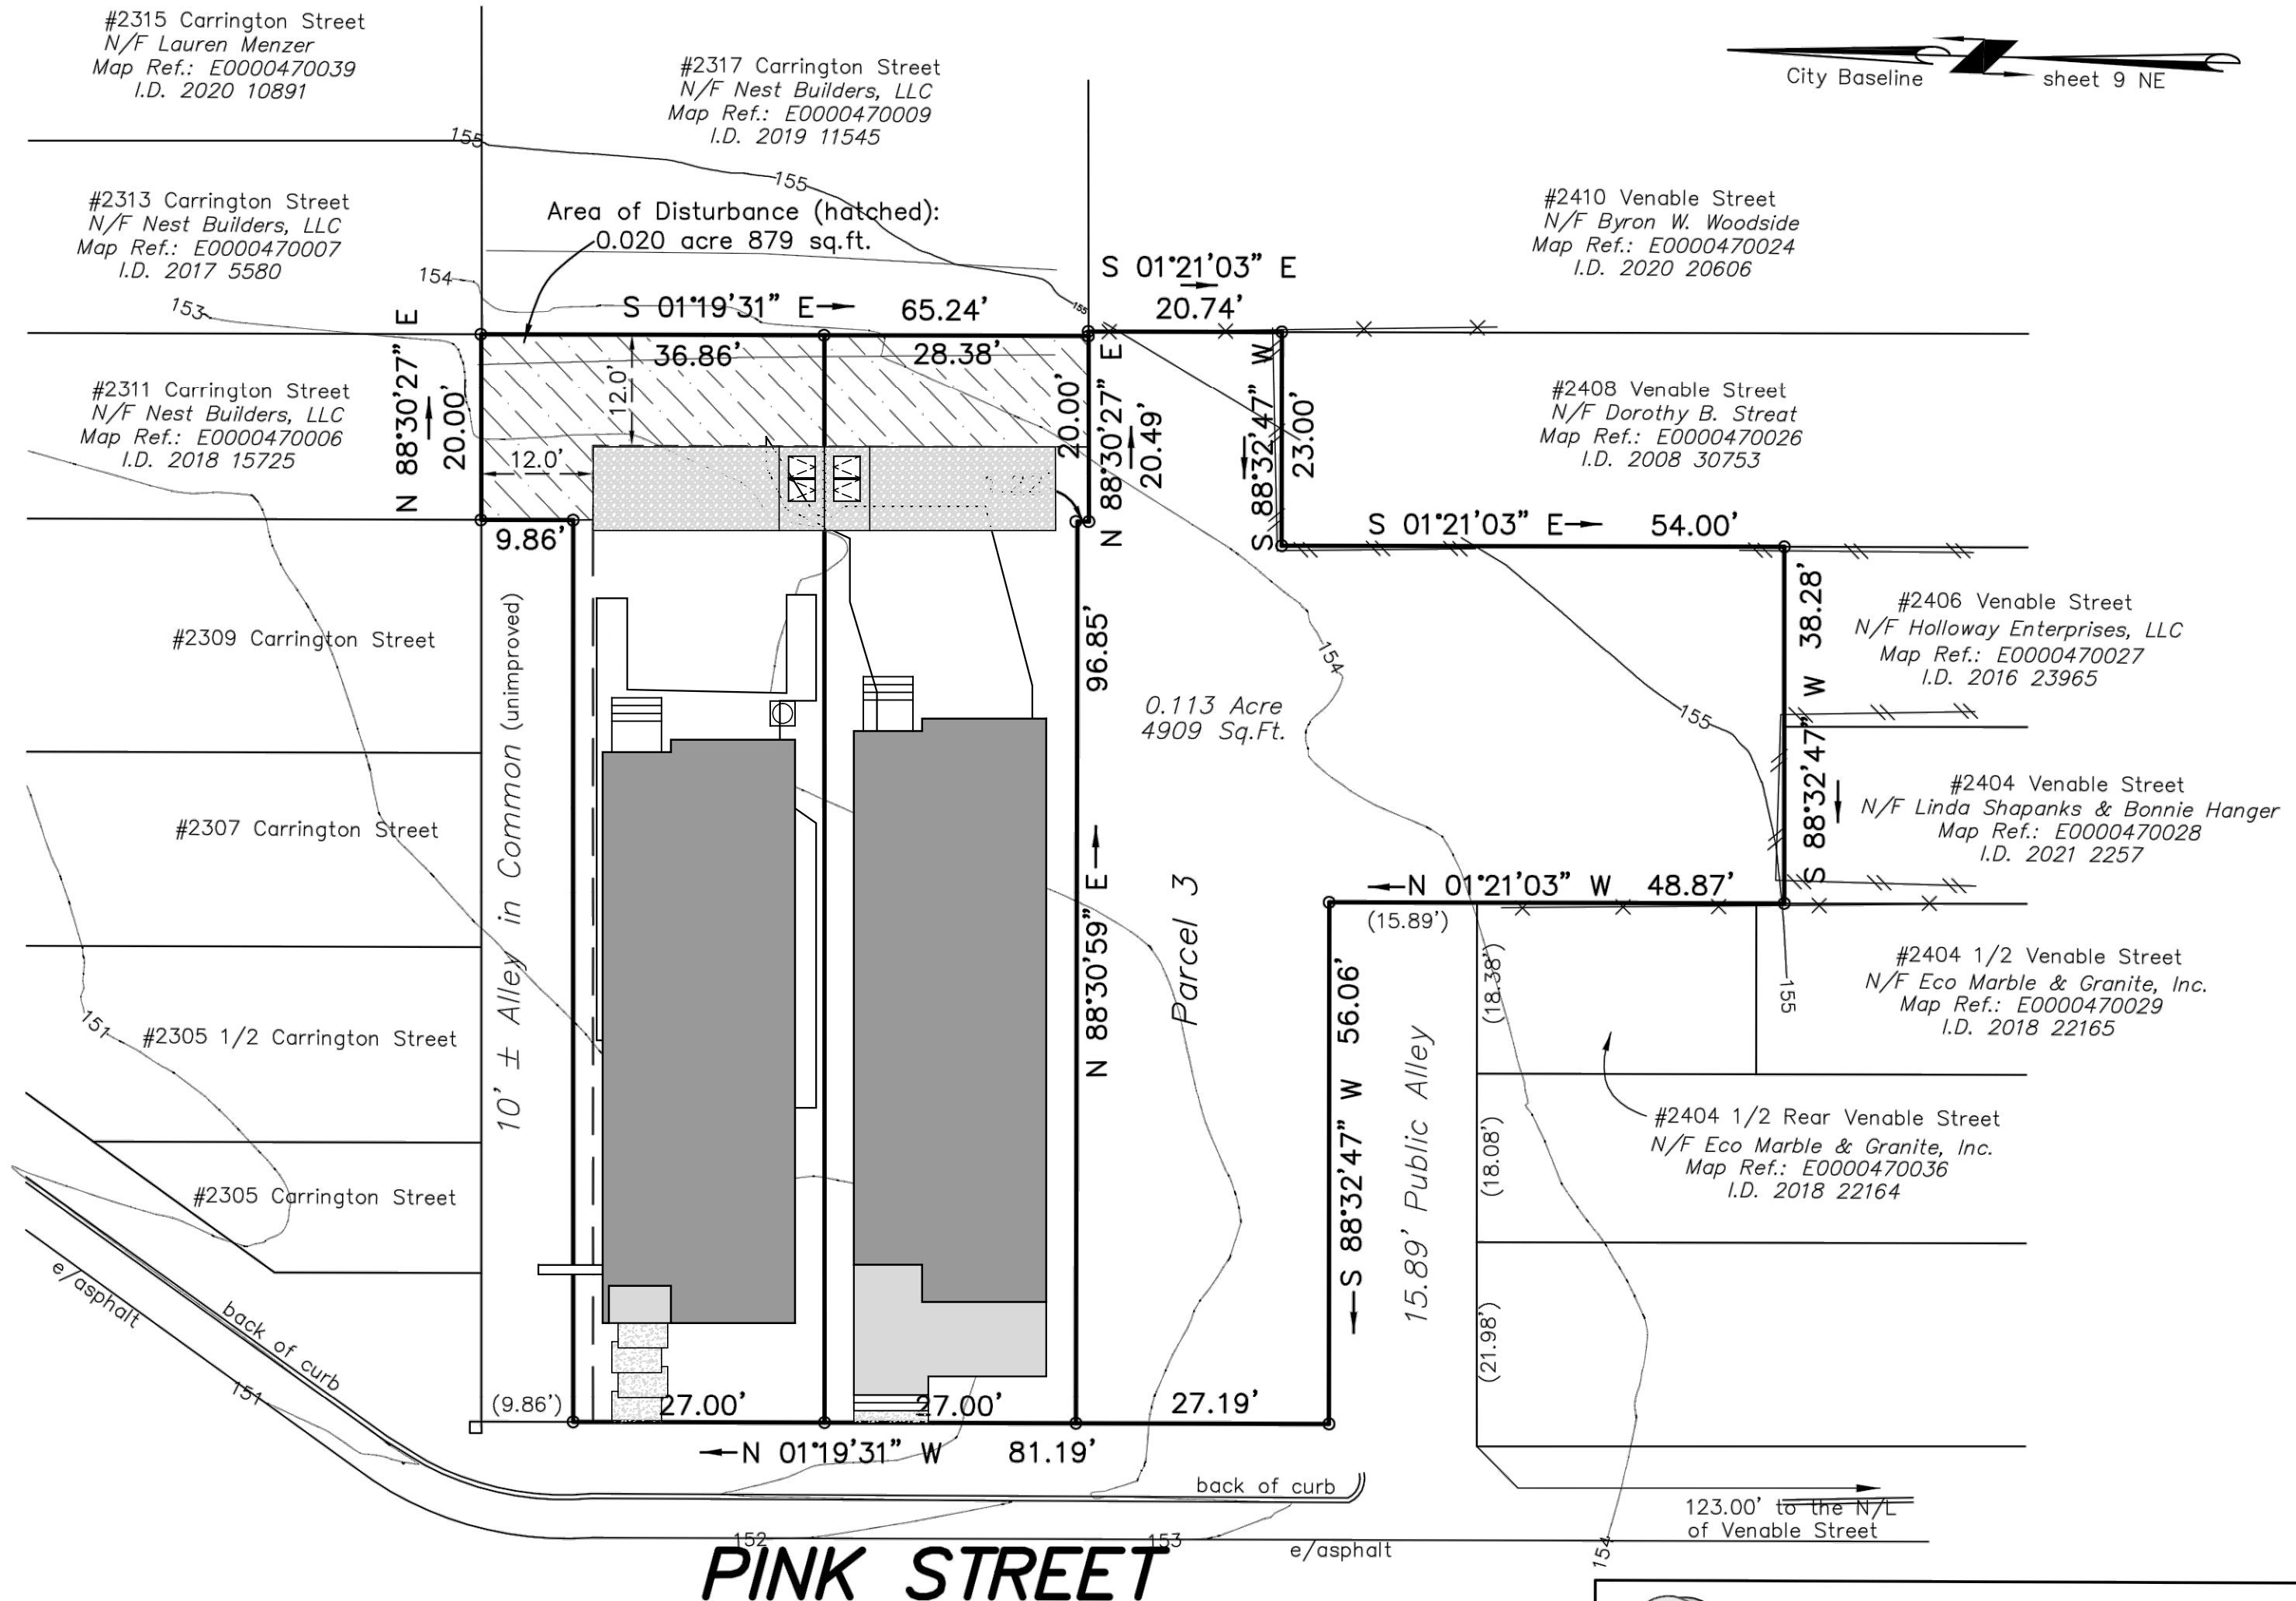 #2315 Carrington Street
N/F Lauren Menzer
Map Ref.: E0000470039
I.D. 2020 10891
#2317 Carrington Street
N/F Nest Builders, LLC
Map Ref.: E0000470009
I.D. 2019 11545
City Baseline
sheet 9 NE
155
155
#2313 Carrington Street
N/F Nest Builders, LLC
Map Ref.: E0000470007
I.D. 2017 5580
Area of Disturbance (hatched):
0.020 acre 879 sq.ft.
#2410 Venable Street
N/F Byron W. Woodside
Map Ref.: E0000470024
I.D. 2020 20606
154
153
S 01°19'31" E
65.24'
155
S 01°21'03" E
20.74'
36.86'
28.38'
12.0'
12.0'
N 88°30'27" E
20.00'
#2311 Carrington Street
N/F Nest Builders, LLC
Map Ref.: E0000470006
I.D. 2018 15725
20.00'
N 88°30'27" E
20.49'
S 88°32'47" W
23.00'
#2408 Venable Street
N/F Dorothy B. Streat
Map Ref.: E0000470026
I.D. 2008 30753
9.86'
S 01°21'03" E
54.00'
#2309 Carrington Street
10' ± Alley in Common (unimproved)
N 88°30'59" E
96.85'
154
0.113 Acre
4909 Sq.Ft.
155
S 88°32'47" W 38.28'
#2406 Venable Street
N/F Holloway Enterprises, LLC
Map Ref.: E0000470027
I.D. 2016 23965
#2307 Carrington Street
#2404 Venable Street
N/F Linda Shapanks & Bonnie Hanger
Map Ref.: E0000470028
I.D. 2021 2257
Parcel 3
N 01°21'03" W
48.87'
(15.89')
(18.38')
155
#2404 1/2 Venable Street
N/F Eco Marble & Granite, Inc.
Map Ref.: E0000470029
I.D. 2018 22165
151
#2305 1/2 Carrington Street
S 88°32'47" W 56.06'
15.89' Public Alley
(18.08')
#2404 1/2 Rear Venable Street
N/F Eco Marble & Granite, Inc.
Map Ref.: E0000470036
I.D. 2018 22164
#2305 Carrington Street
e/asphalt
back of curb
151
(21.98')
(9.86')
27.00'
27.00'
27.19'
N 01°19'31" W
81.19'
back of curb
123.00' to the N/L
of Venable Street
152
153
e/asphalt
154
PINK STREET